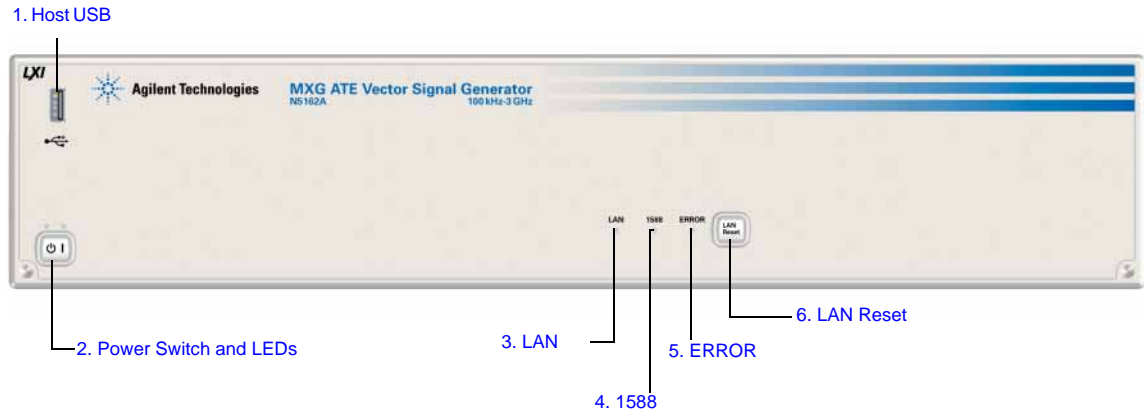 1. Host USB
LXI
Agilent Technologies
MXG ATE Vector Signal Generator
N5162A
100 kHz-3 GHz
LAN
1588
ERROR
LAN
Reset
2. Power Switch and LEDs
3. LAN
4. 1588
5. ERROR
6. LAN Reset